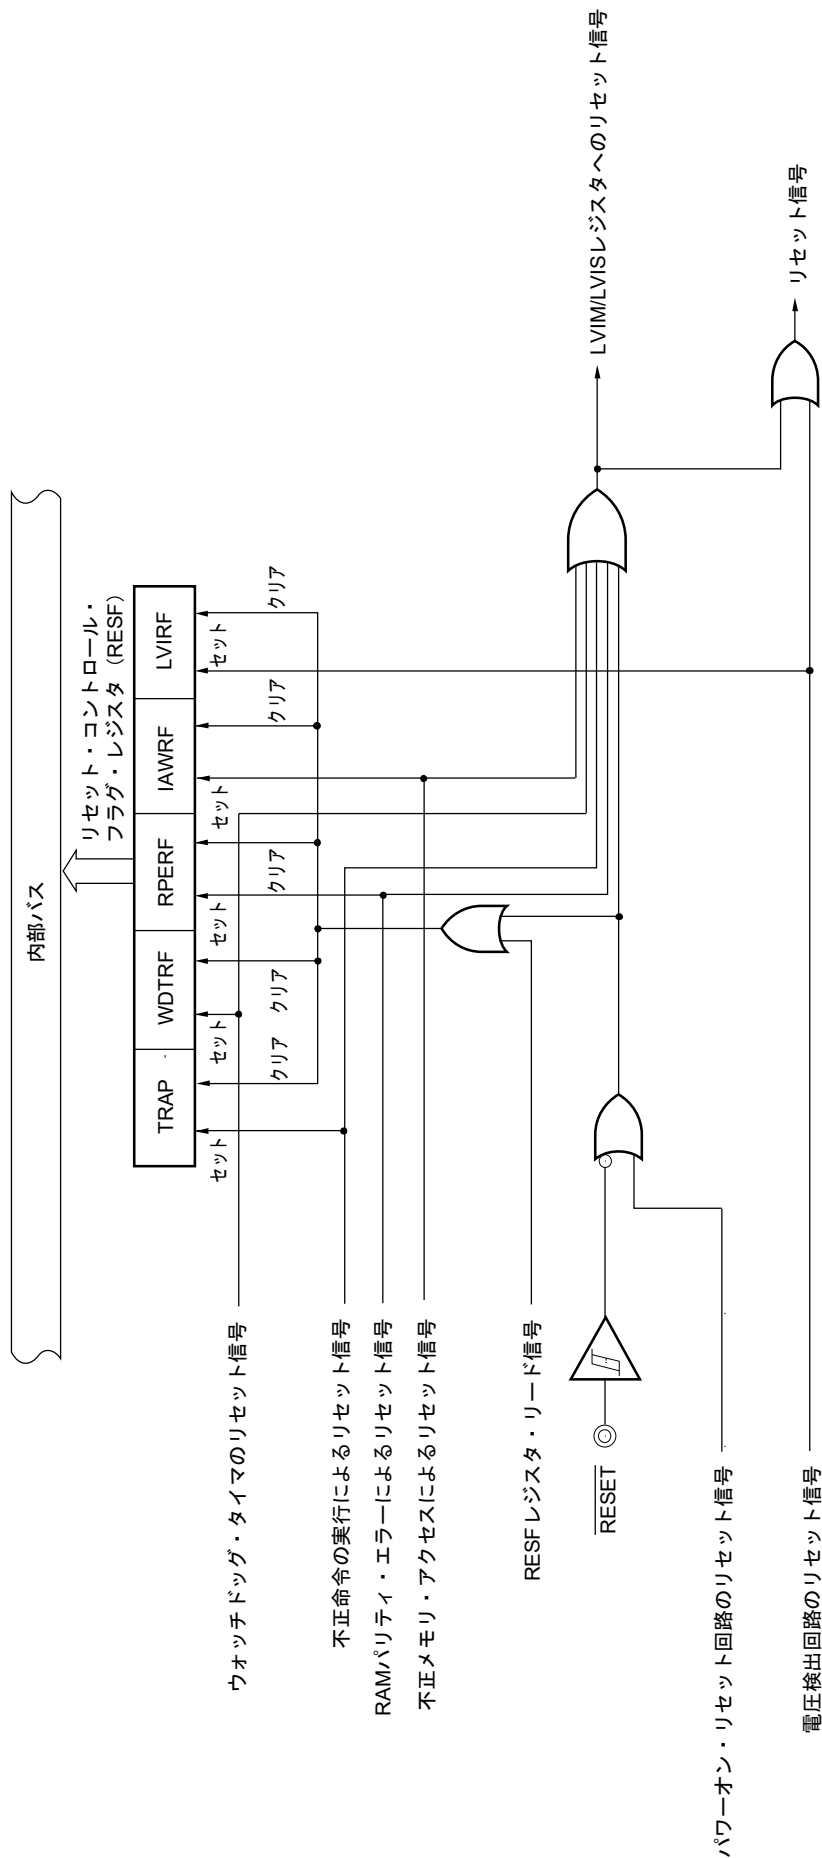 内部バス
リセット・コントロール・
フラグ・レジスタ（RESF）
TRAP
WDTRF
RPERF
IAWRF
LVIRF
セット
セット
セット
セット
セット
クリア
クリア
クリア
クリア
クリア
ウォッチドッグ・タイマのリセット信号
不正命令の実行によるリセット信号
RAMパリティ・エラーによるリセット信号
不正メモリ・アクセスによるリセット信号
RESFレジスタ・リード信号
RESET
パワーオン・リセット回路のリセット信号
電圧検出回路のリセット信号
LVIM/LVISレジスタへのリセット信号
リセット信号